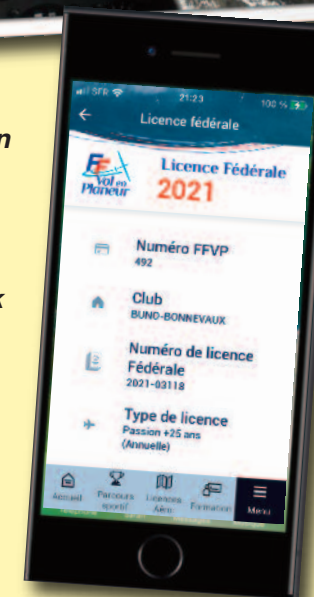 n
x
SFR
21:23
100 %
Licence fédérale
FF
Vol en
Planeur
Licence Fédérale
2021
Numéro FFVP
492
Club
BUNO-BONNEVAUX
Numéro de licence
Fédérale
2021-03118
Type de licence
Passion +25 ans
(Annuelle)
Accueil
Parcours
sportif
Licences
Aéro
Formation
Menu